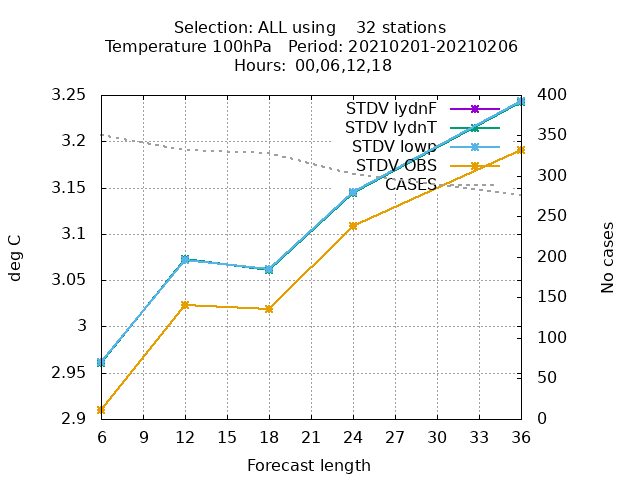 Selection: ALL using    32 stations
Temperature 100hPa   Period: 20210201-20210206
Hours:  00,06,12,18
3.25
3.2
3.15
3.1
3.05
3
2.95
2.9
deg C
400
350
300
250
200
150
100
50
0
No cases
STDV lydnF
STDV lydnT
STDV lowp
STDV OBS
CASES
6 9 12 15 18 21 24 27 30 33 36
Forecast length